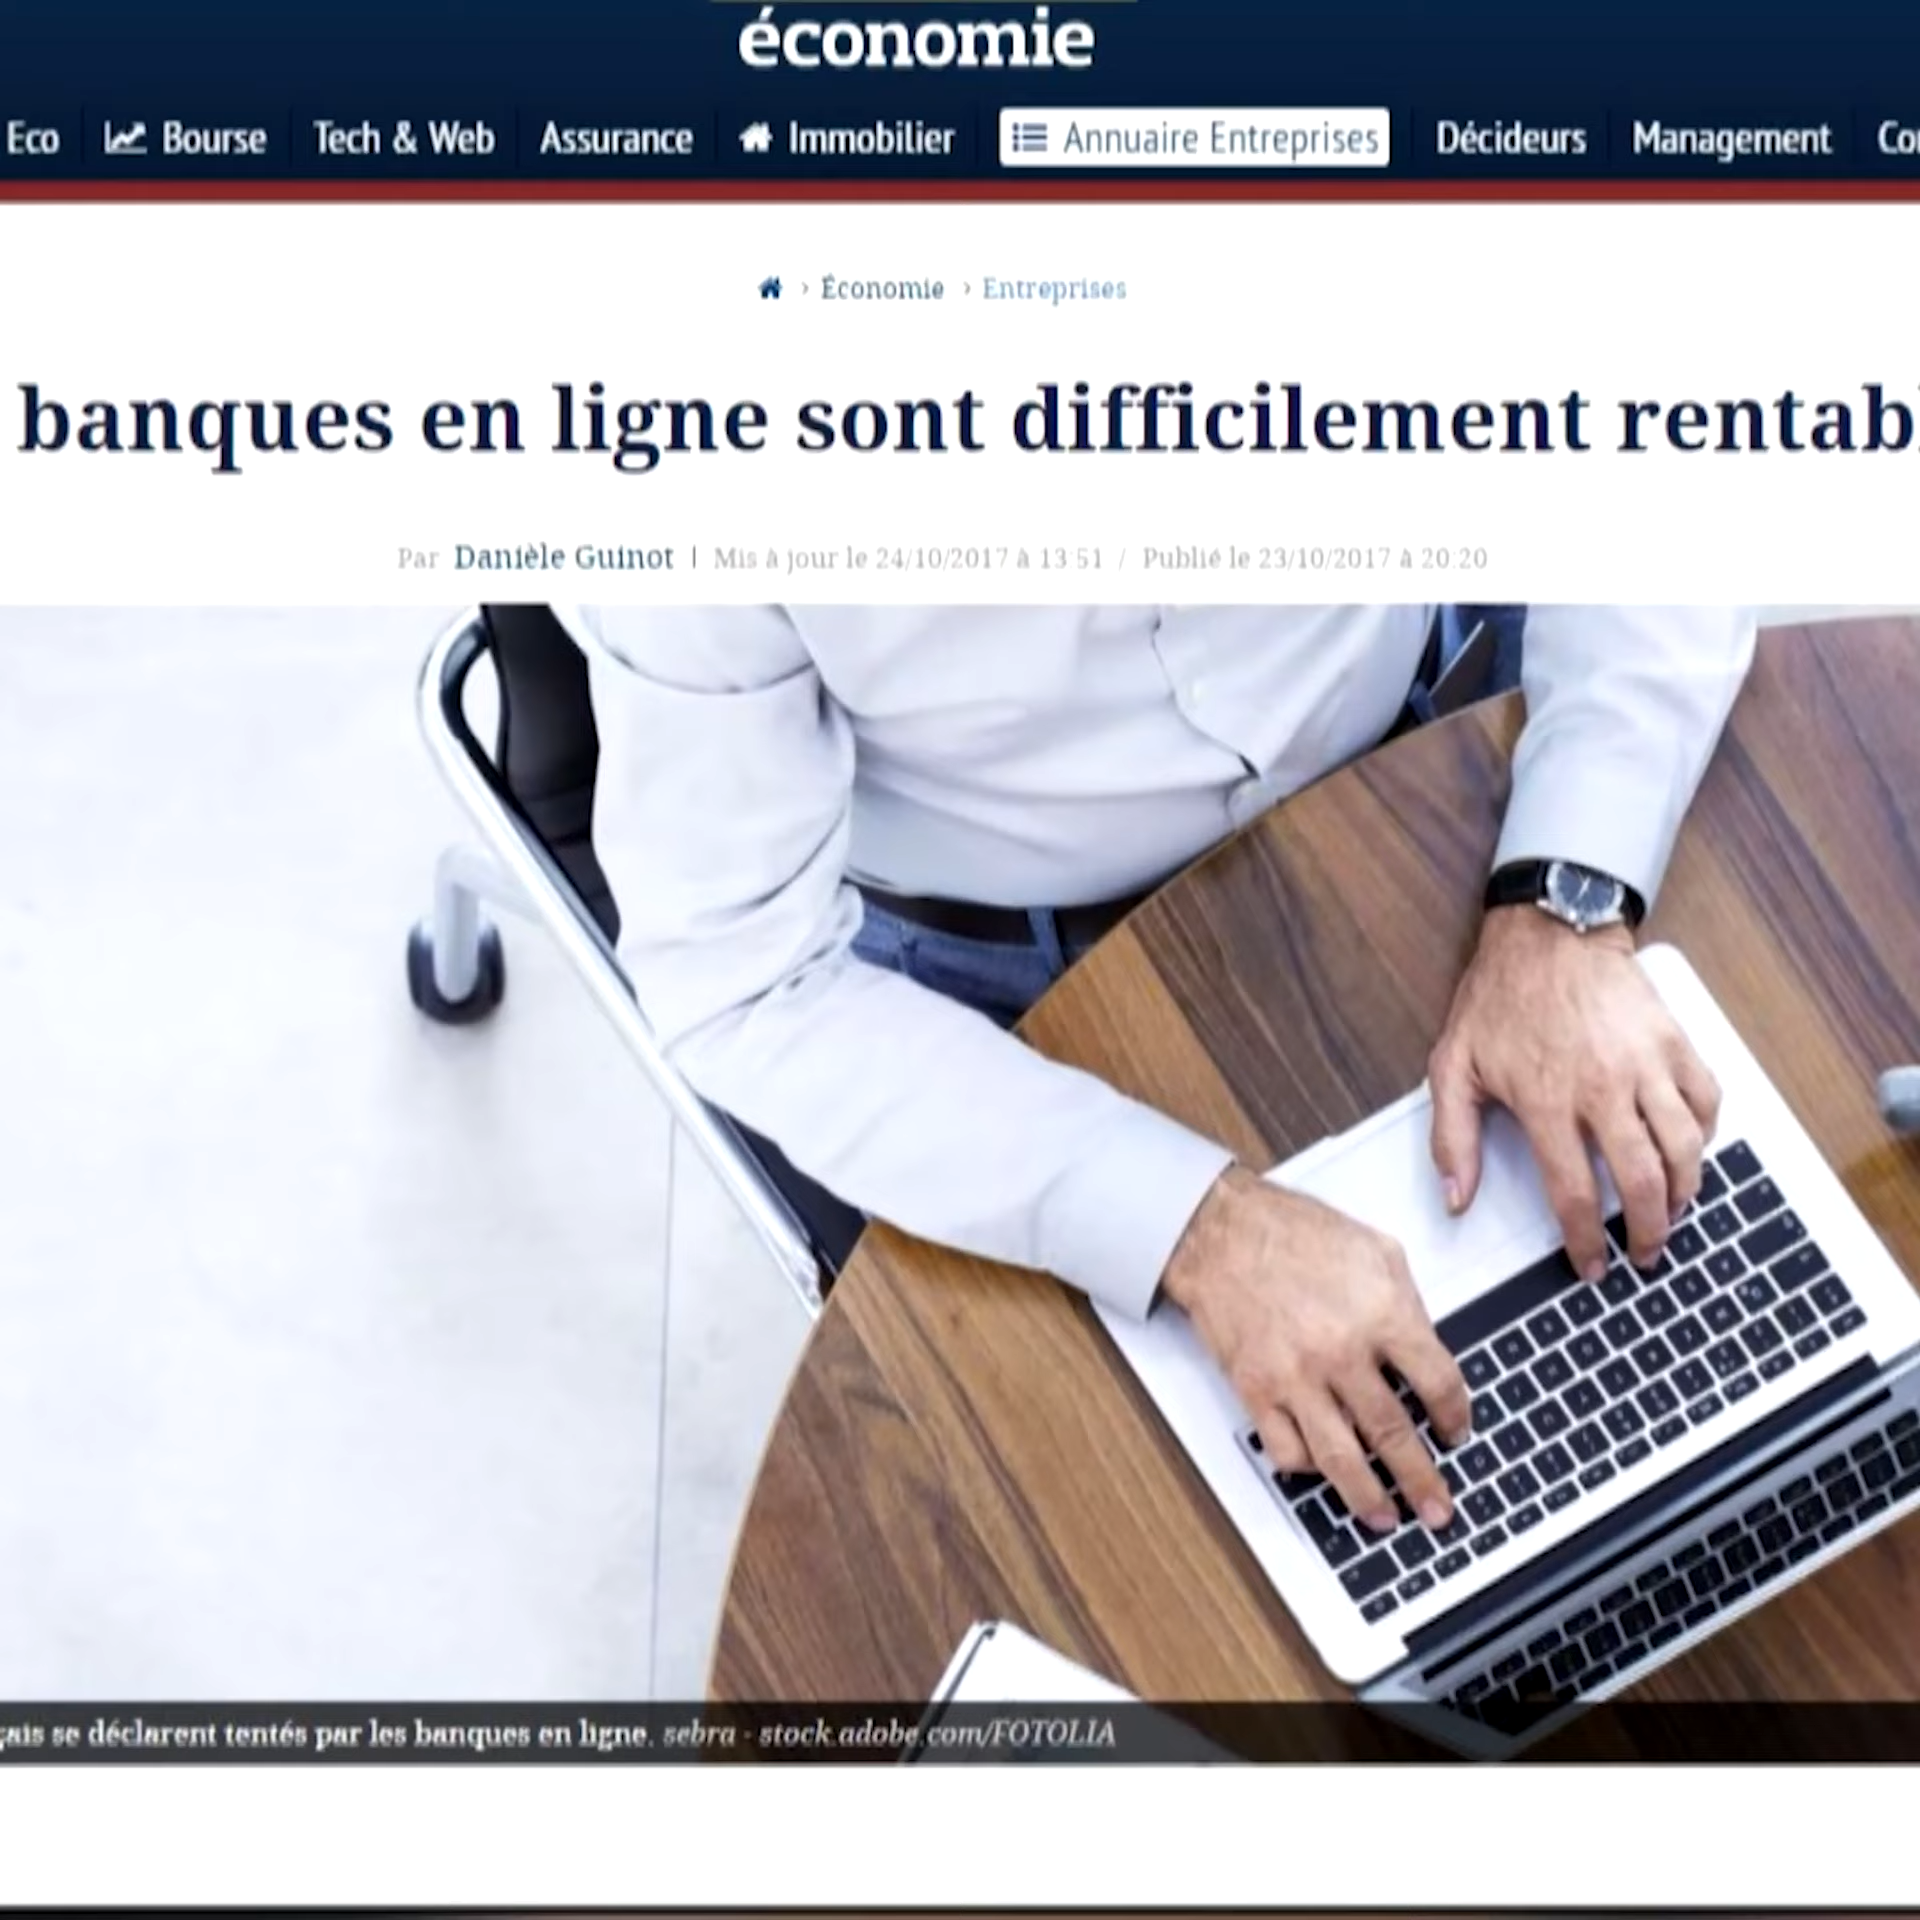 économie
Eco Bourse Tech & Web Assurance Immobilier Annuaire Entreprises Décideurs Management
Économie › Entreprises
banques en ligne sont difficilement
Par Danièle Guinot | Mis à jour le 24/10/2017 à 13:51 / Publié le 23/10/2017 à 20:20
se déclarent tentés par les banques en ligne. sebra - stock.adobe.com/FOTOLIA